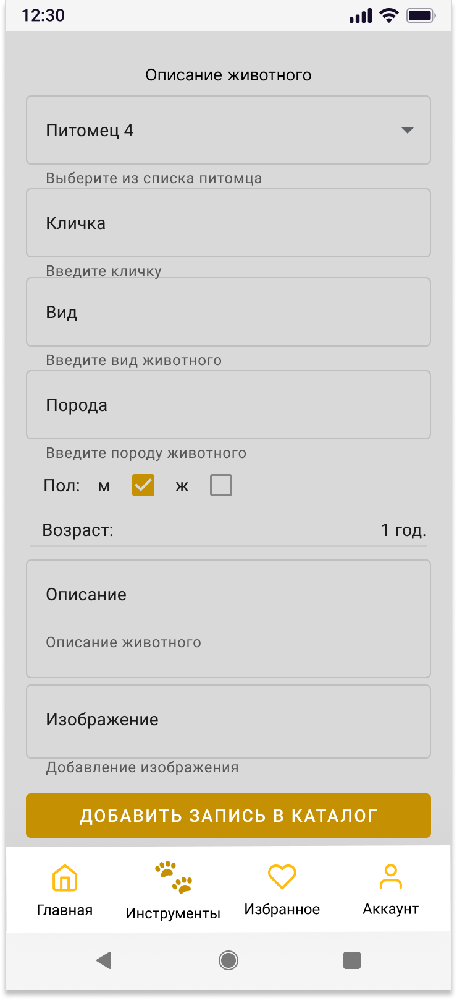 12:30
Описание животного
Питомец 4
Выберите из списка питомца
Кличка
Введите кличку
Вид
Введите вид животного
Порода
Введите породу животного
Пол: м ж
Возраст: 1 год.
Описание
Описание животного
Изображение
Добавление изображения
ДОБАВИТЬ ЗАПИСЬ В КАТАЛОГ
Главная Инструменты Избранное Аккаунт